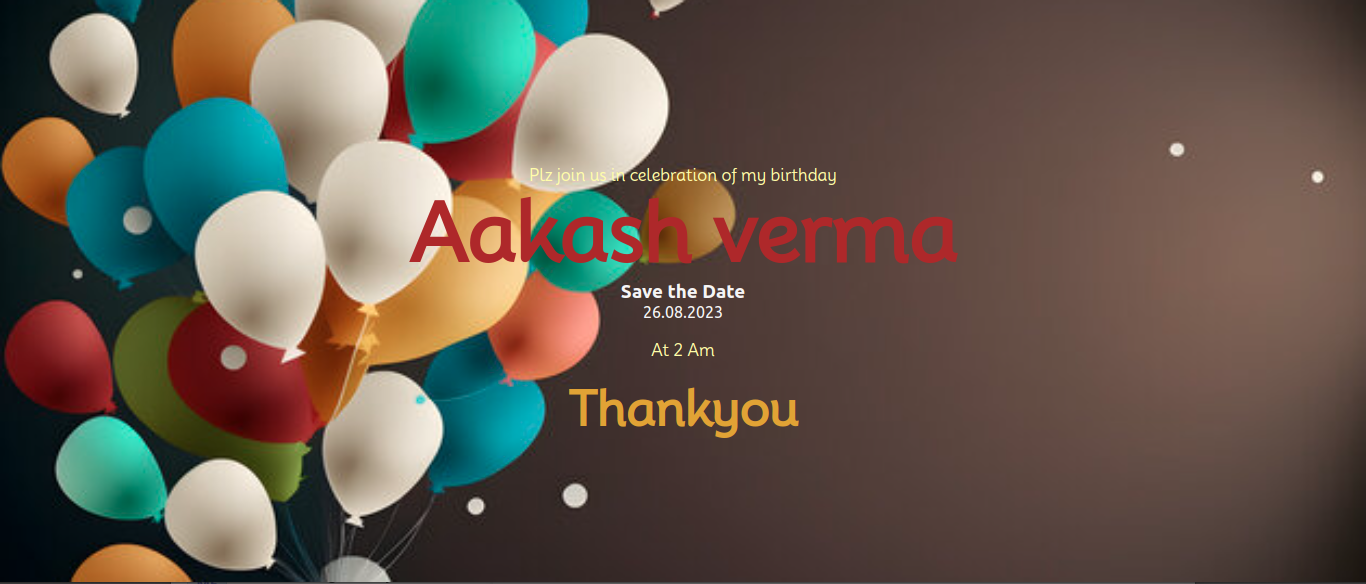 Plz join us in celebration of my birthday
Aakash verma
Save the Date
26.08.2023
At 2 Am
Thankyou